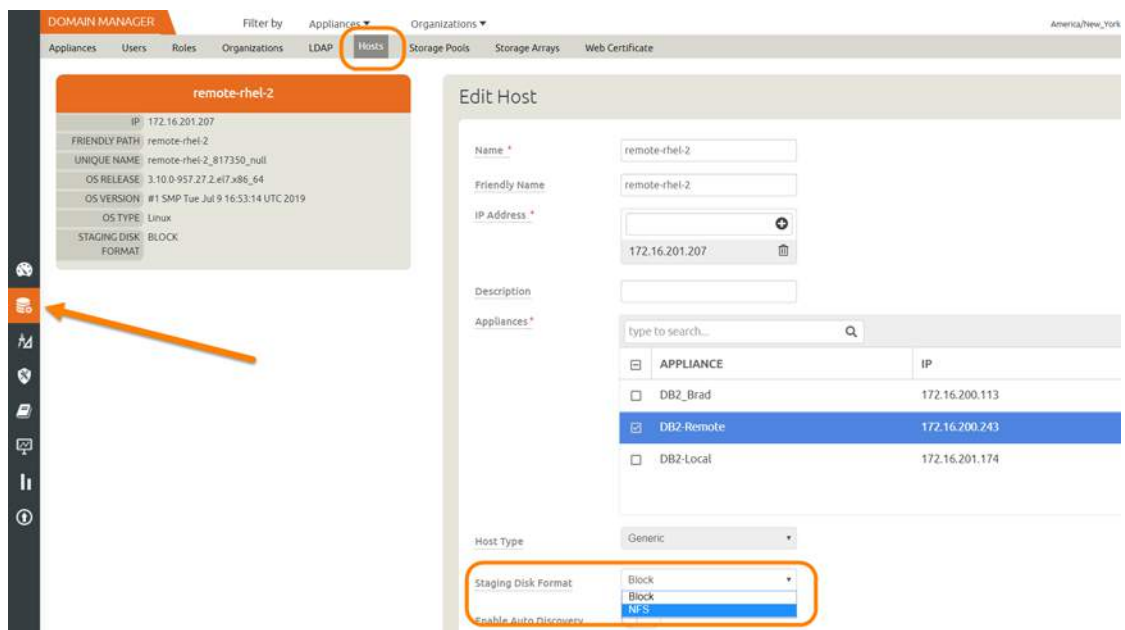 DOMAIN MANAGER Filter by Appliances ▼ Organizations ▼ America/New_York
Appliances Users Roles Organizations LDAP Hosts Storage Pools Storage Arrays Web Certificate
remote-rhel-2
IP 172.16.201.207
FRIENDLY PATH remote-rhel-2
UNIQUE NAME remote-rhel-2_817350_null
OS RELEASE 3.10.0-957.27.2.el7.x86_64
OS VERSION #1 SMP Tue Jul 9 16:53:14 UTC 2019
OS TYPE Linux
STAGING DISK BLOCK
FORMAT
Edit Host
Name * remote-rhel-2
Friendly Name remote-rhel-2
IP Address *
172.16.201.207
Description
Appliances *
type to search...
APPLIANCE IP
DB2_Brad 172.16.200.113
DB2-Remote 172.16.200.243
DB2-Local 172.16.201.174
Host Type Generic
Staging Disk Format Block
Block
NFS
Enable Auto Discovery